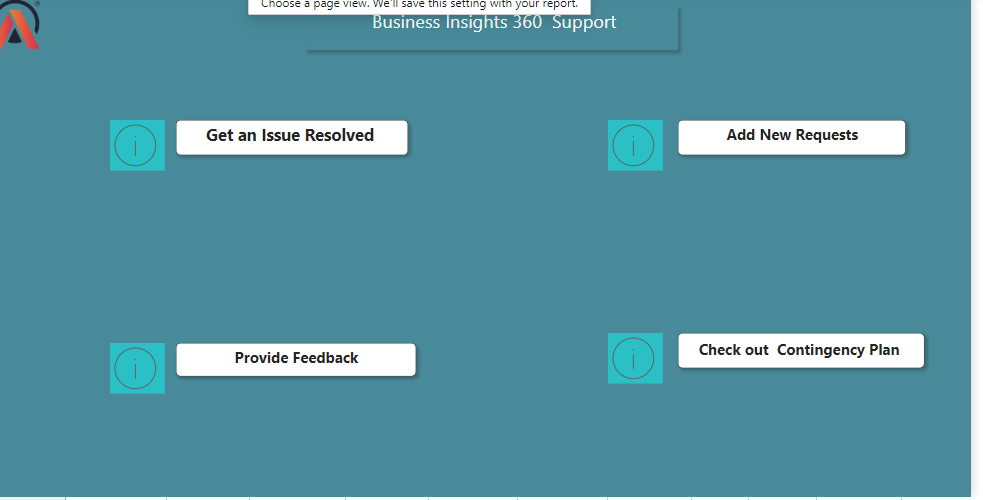 Choose a page view. We'll save this setting with your report.
Business Insights 360  Support
Get an Issue Resolved
Add New Requests
Provide Feedback
Check out  Contingency Plan